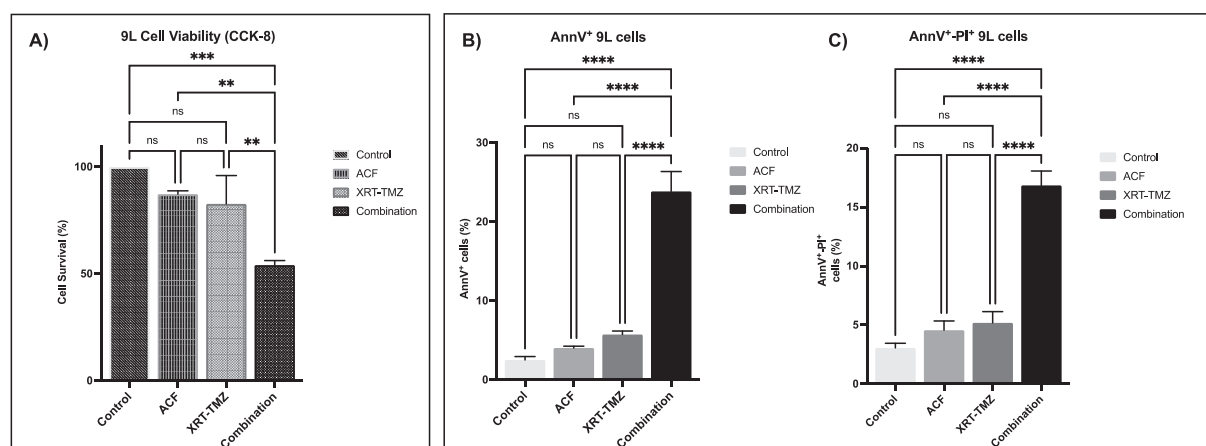 A)
9L Cell Viability (CCK-8)
***
**
ns
ns
ns
**
100
50
0
Cell Survival (%)
Control
ACF
XRT-TMZ
Combination
Control
ACF
XRT-TMZ
Combination
B)
AnnV+ 9L cells
****
****
ns
ns
ns
****
30
20
10
0
AnnV+ cells (%)
Control
ACF
XRT-TMZ
Combination
Control
ACF
XRT-TMZ
Combination
C)
AnnV+-PI+ 9L cells
****
****
ns
ns
ns
****
20
15
10
5
0
AnnV+-PI+
cells (%)
Control
ACF
XRT-TMZ
Combination
Control
ACF
XRT-TMZ
Combination